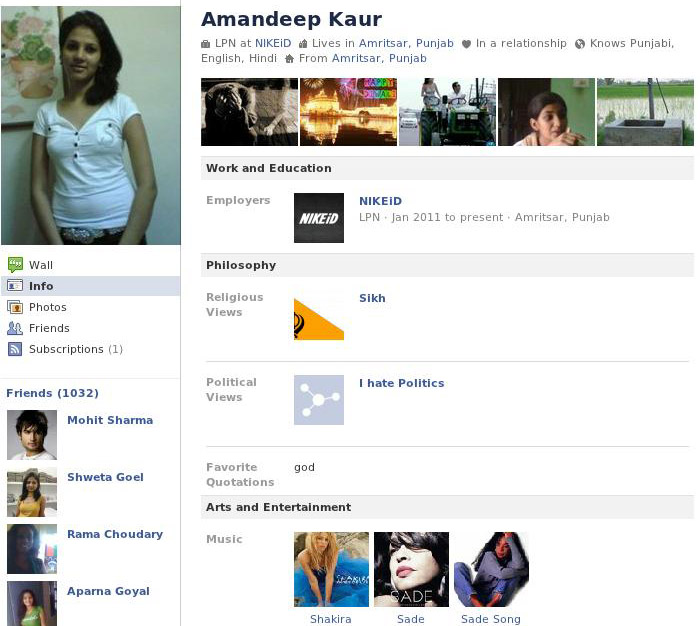 Amandeep Kaur
LPN at NIKEiD Lives in Amritsar, Punjab In a relationship Knows Punjabi,
English, Hindi From Amritsar, Punjab
HAPPY
DIWALI
Work and Education
Employers
NIKEiD
NIKEiD
LPN · Jan 2011 to present · Amritsar, Punjab
Wall
Info
Photos
Friends
Subscriptions (1)
Philosophy
Religious
Views
Sikh
Political
Views
I hate Politics
Friends (1032)
Mohit Sharma
Shweta Goel
Rama Choudary
Aparna Goyal
Favorite
Quotations
god
Arts and Entertainment
Music
SHAKIRA
SADE
Shakira
Sade
Sade Song